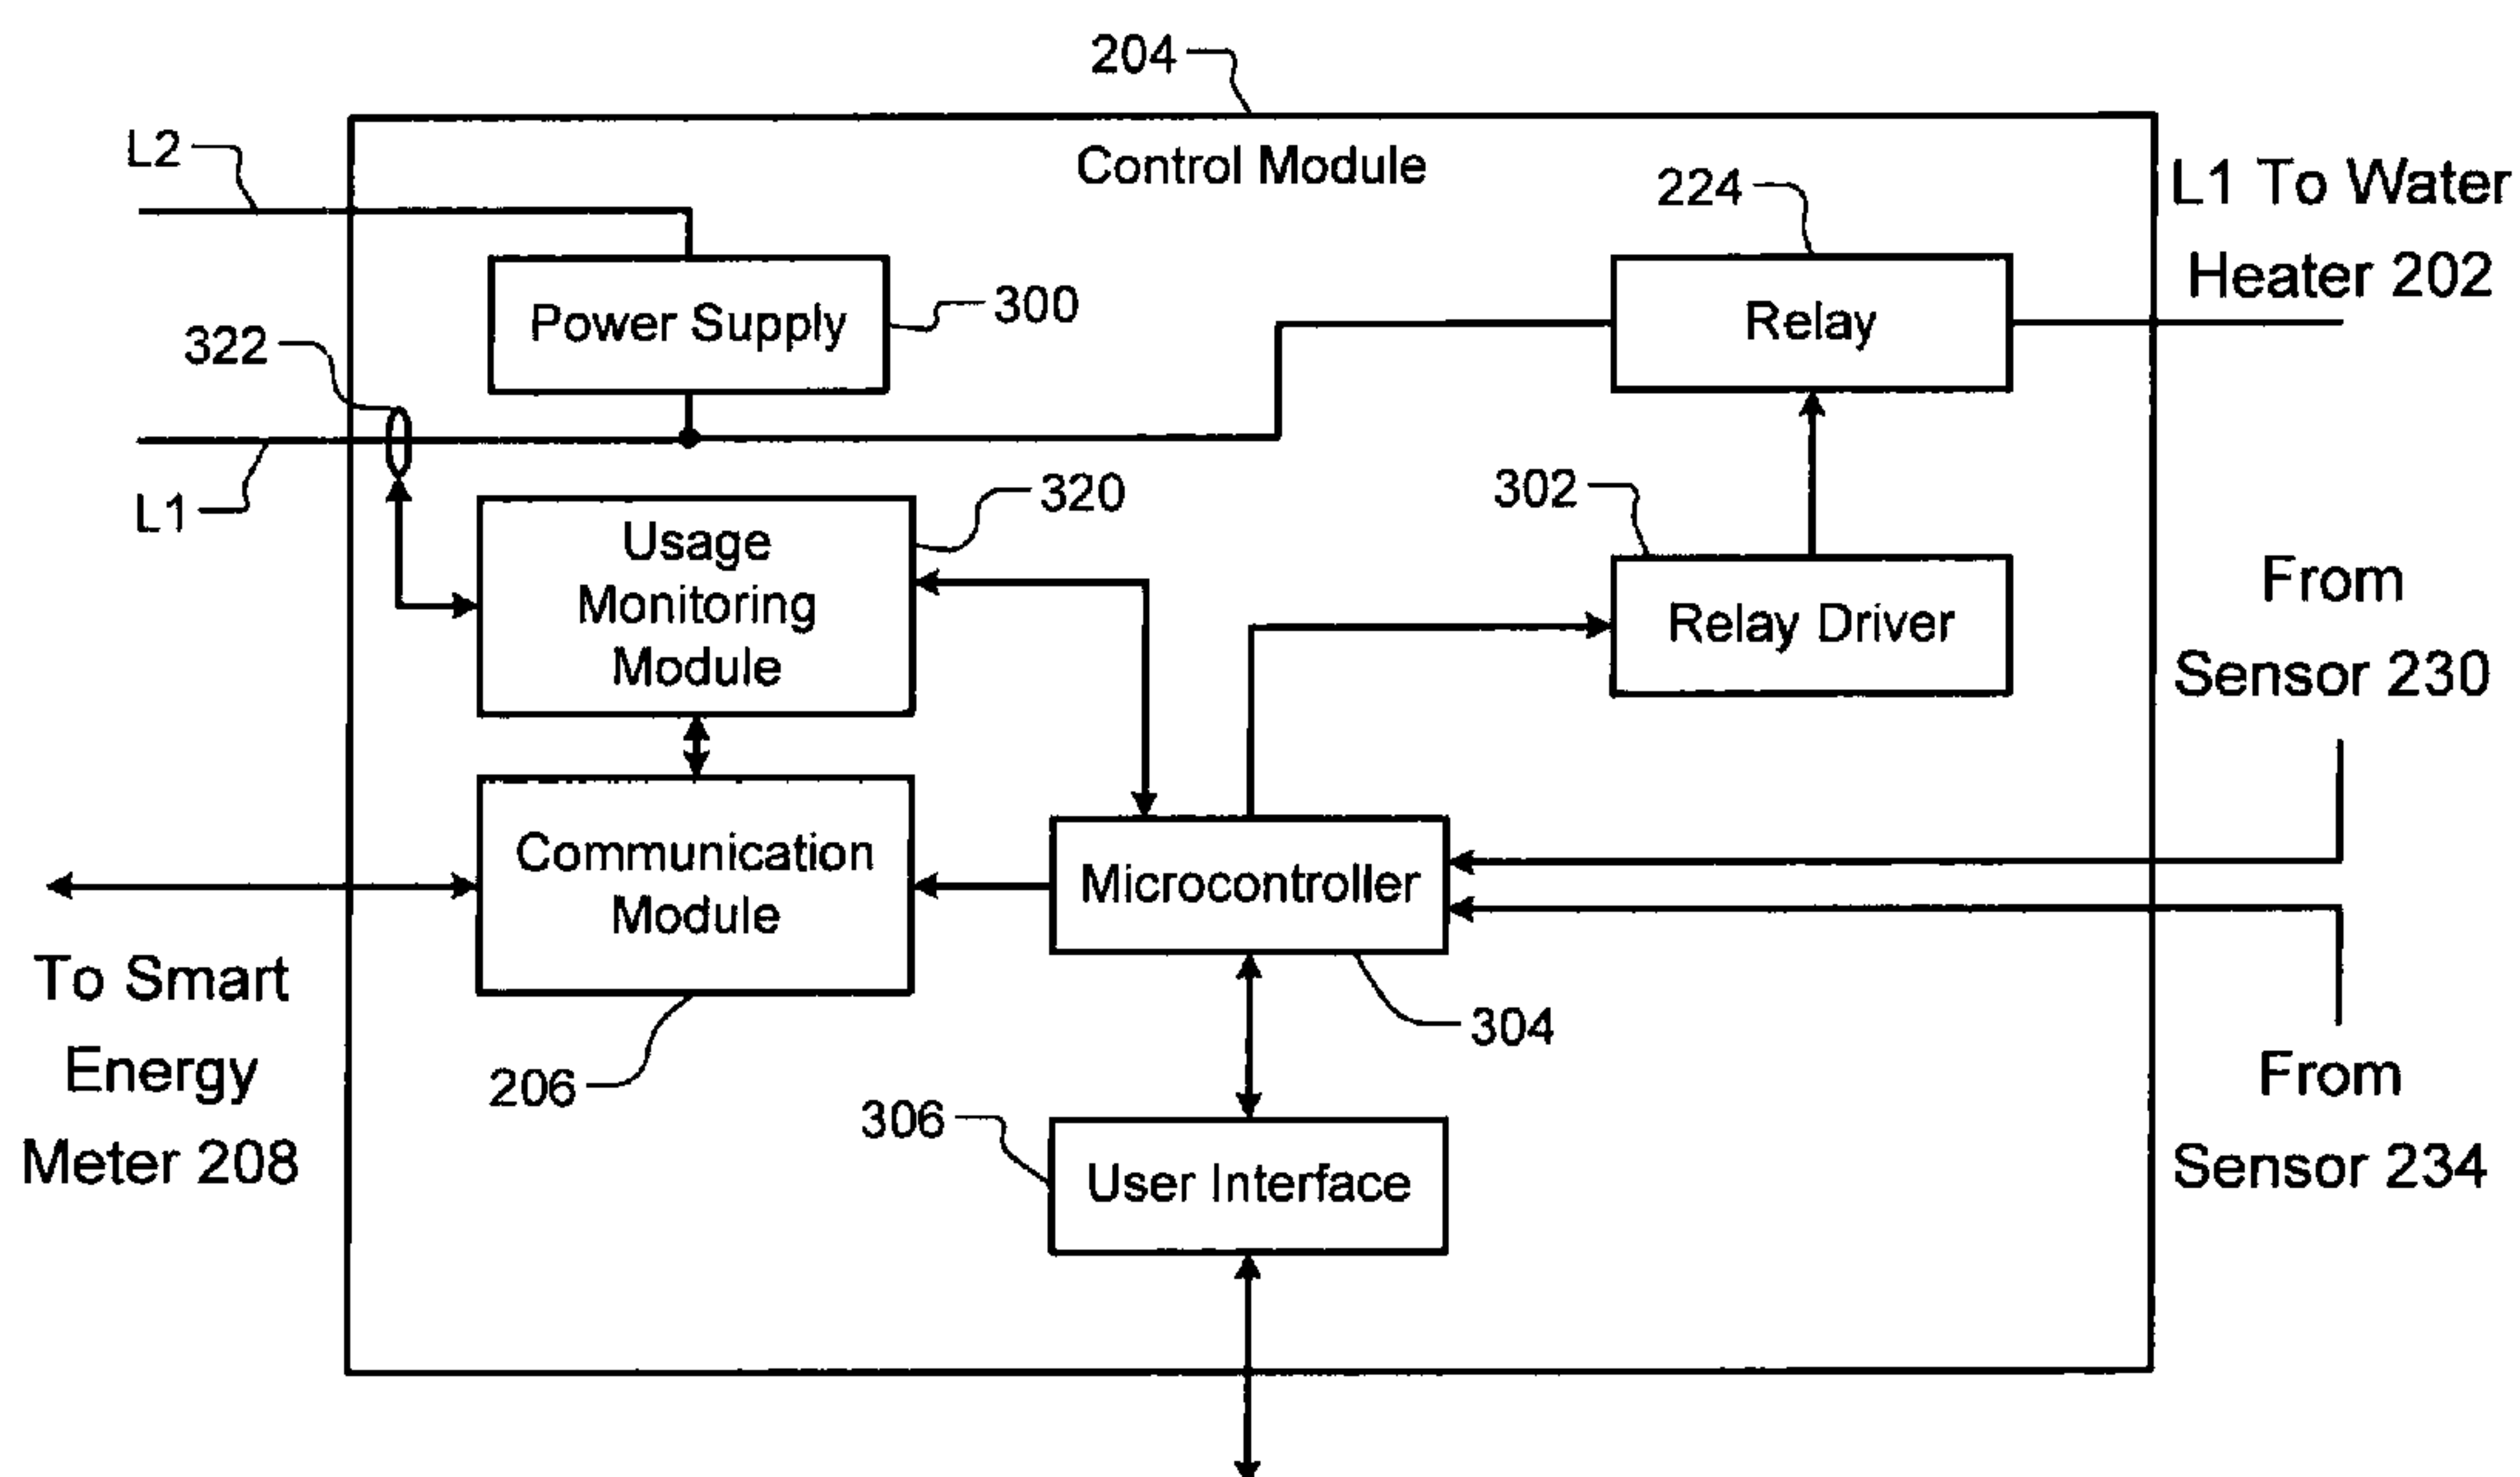 204
L2
Control Module
224
L1 To Water
Heater 202
Power Supply
300
Relay
322
L1
320
302
Usage
Monitoring
Module
Relay Driver
From
Sensor 230
Communication
Module
Microcontroller
To Smart
Energy
Meter 208
206
304
306
User Interface
From
Sensor 234